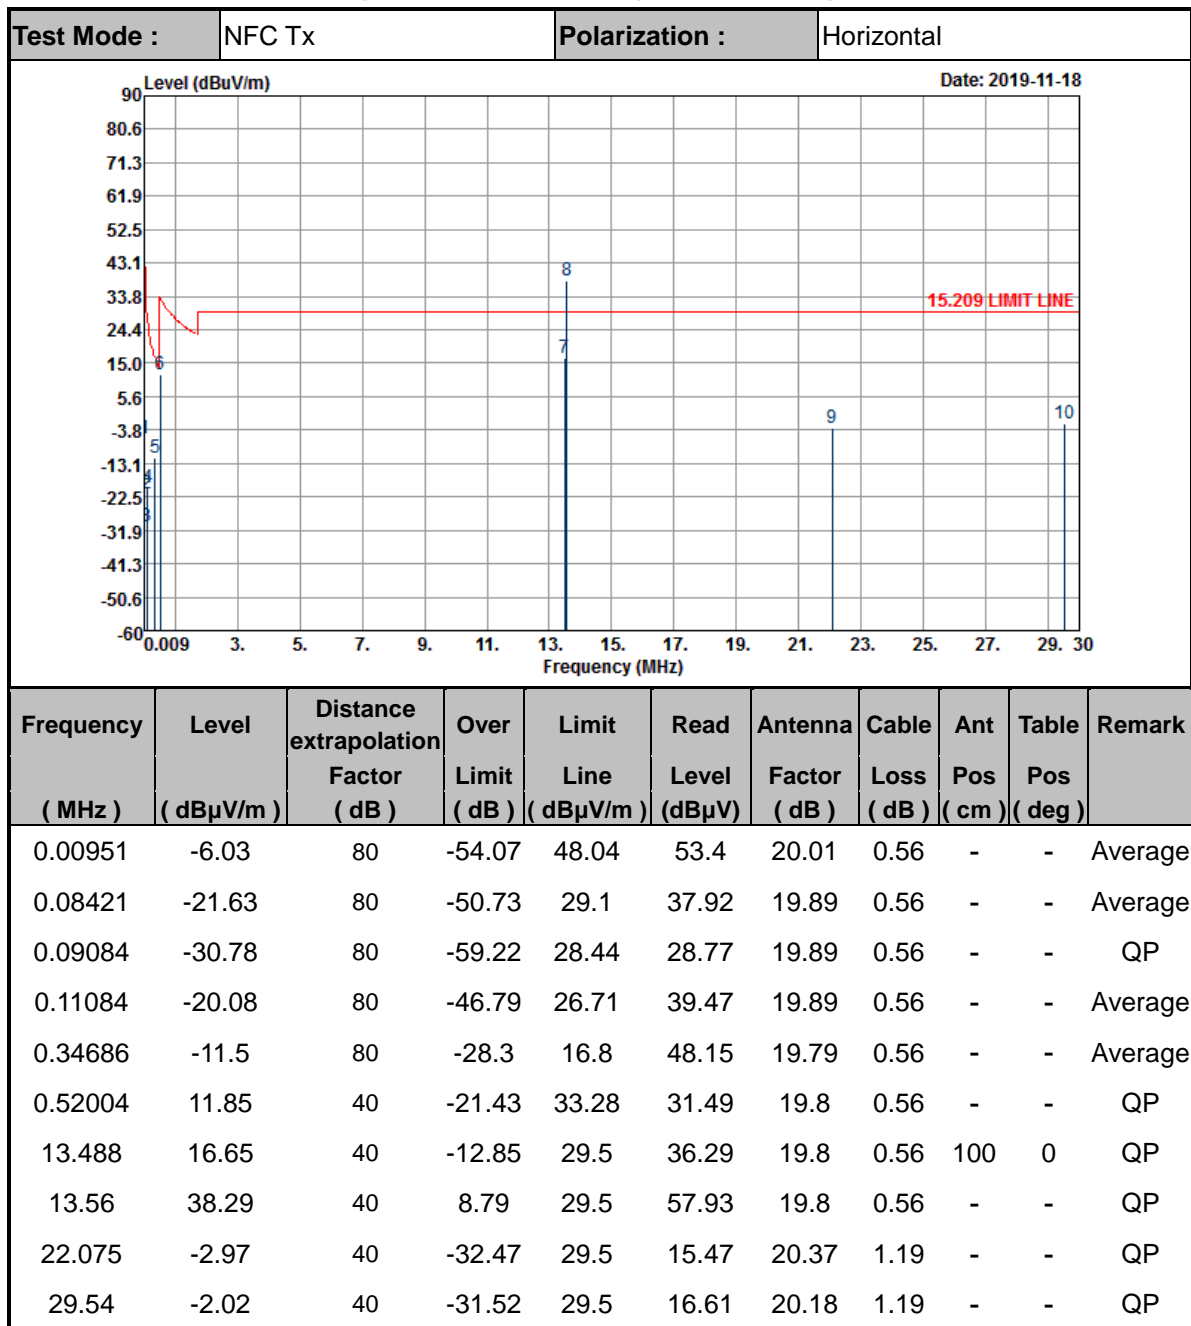 Test Mode : NFC Tx Polarization : Horizontal
Level (dBuV/m) Date: 2019-11-18
90
80.6
71.3
61.9
52.5
43.1
8
33.8
15.209 LIMIT LINE
24.4
7
15.0
6
5.6
9 10
-3.8
5
-13.1
4
-22.5
3
-31.9
-41.3
-50.6
-60
0.009 3. 5. 7. 9. 11. 13. 15. 17. 19. 21. 23. 25. 27. 29. 30
Frequency (MHz)
Frequency Level Distance extrapolation Over Limit Read Antenna Cable Ant Table Remark
Factor Limit Line Level Factor Loss Pos Pos
( MHz ) ( dBµV/m ) ( dB ) ( dB ) ( dBµV/m ) (dBµV) ( dB ) ( dB ) ( cm ) ( deg )
0.00951 -6.03 80 -54.07 48.04 53.4 20.01 0.56 - - Average
0.08421 -21.63 80 -50.73 29.1 37.92 19.89 0.56 - - Average
0.09084 -30.78 80 -59.22 28.44 28.77 19.89 0.56 - - QP
0.11084 -20.08 80 -46.79 26.71 39.47 19.89 0.56 - - Average
0.34686 -11.5 80 -28.3 16.8 48.15 19.79 0.56 - - Average
0.52004 11.85 40 -21.43 33.28 31.49 19.8 0.56 - - QP
13.488 16.65 40 -12.85 29.5 36.29 19.8 0.56 100 0 QP
13.56 38.29 40 8.79 29.5 57.93 19.8 0.56 - - QP
22.075 -2.97 40 -32.47 29.5 15.47 20.37 1.19 - - QP
29.54 -2.02 40 -31.52 29.5 16.61 20.18 1.19 - - QP